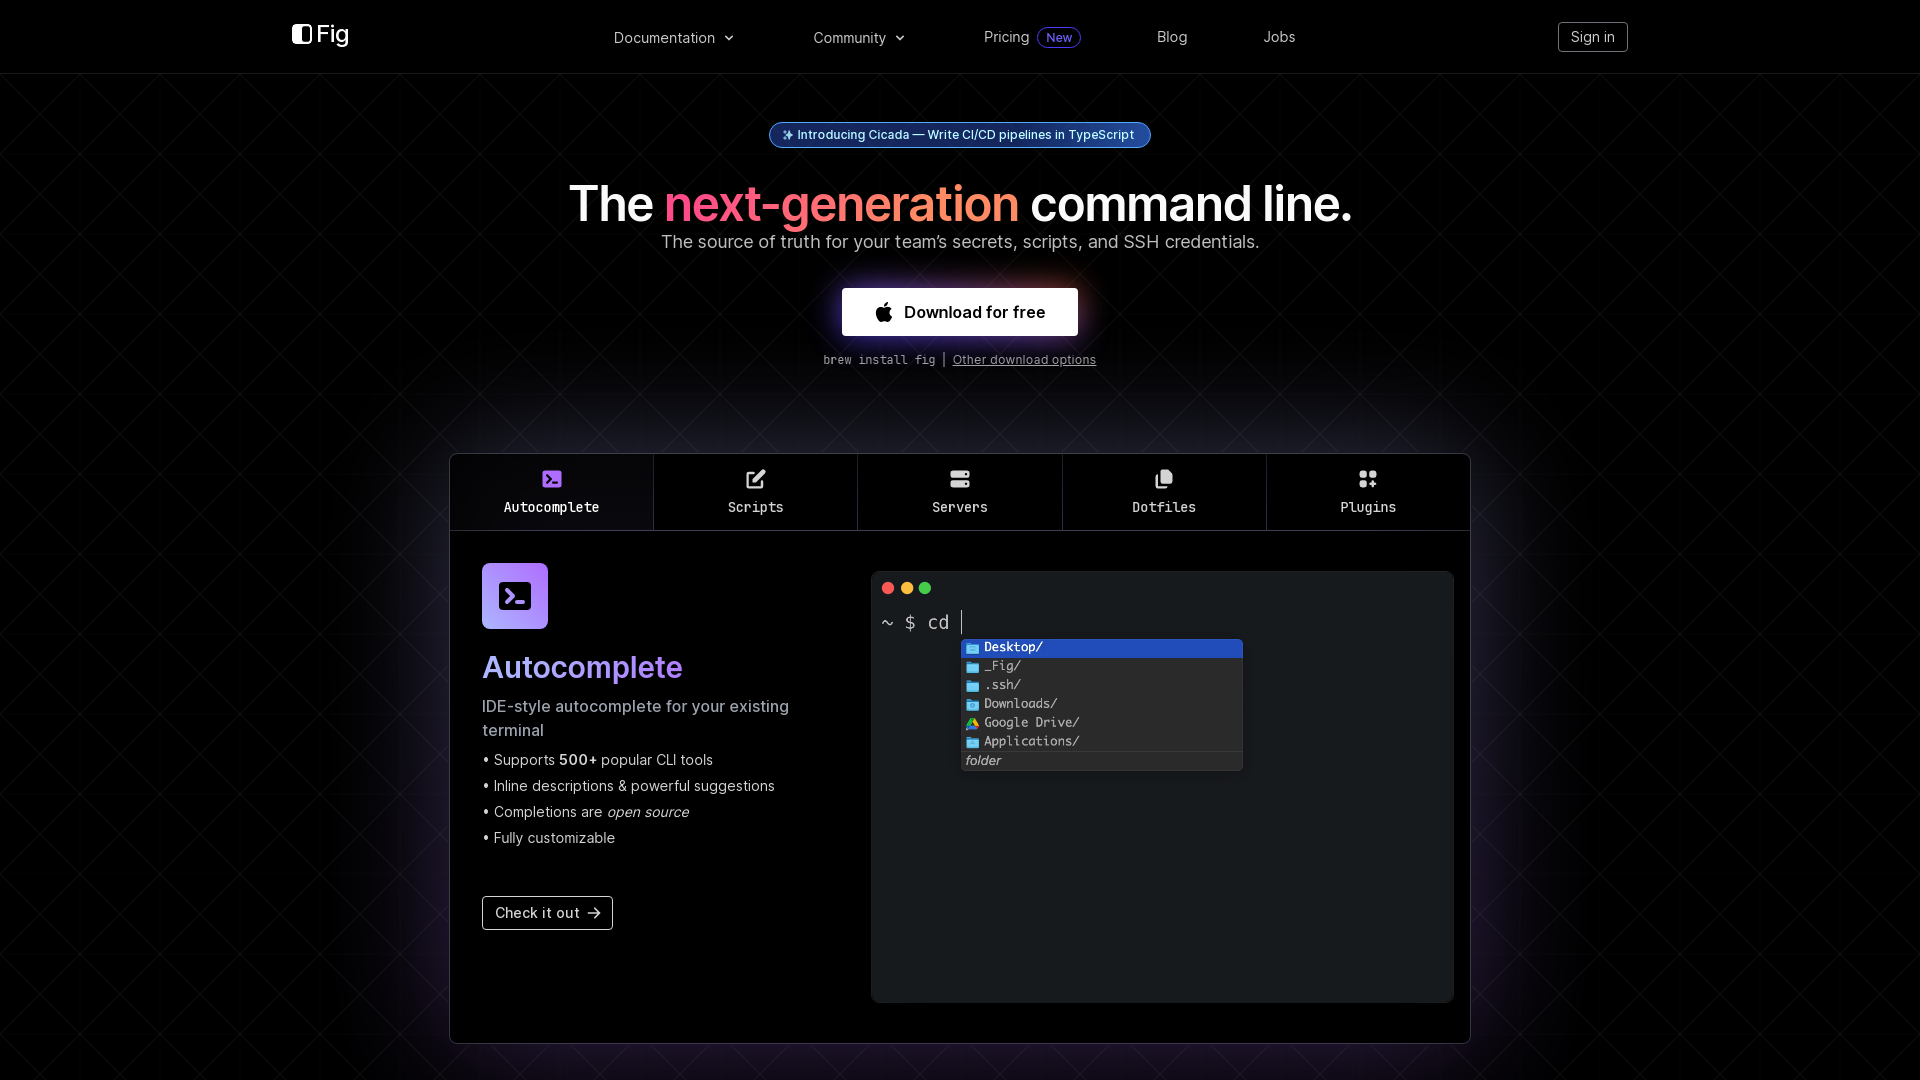 Fig
Documentation
Community
Pricing New
Blog
Jobs
Sign in
Introducing Cicada — Write CI/CD pipelines in TypeScript
The next-generation command line.
The source of truth for your team’s secrets, scripts, and SSH credentials.
Download for free
brew install fig | Other download options
Autocomplete
Scripts
Servers
Dotfiles
Plugins
Autocomplete
IDE-style autocomplete for your existing
terminal
• Supports 500+ popular CLI tools
• Inline descriptions & powerful suggestions
• Completions are open source
• Fully customizable
Check it out →
~ $ cd
Desktop/
_Fig/
.ssh/
Downloads/
Google Drive/
Applications/
folder